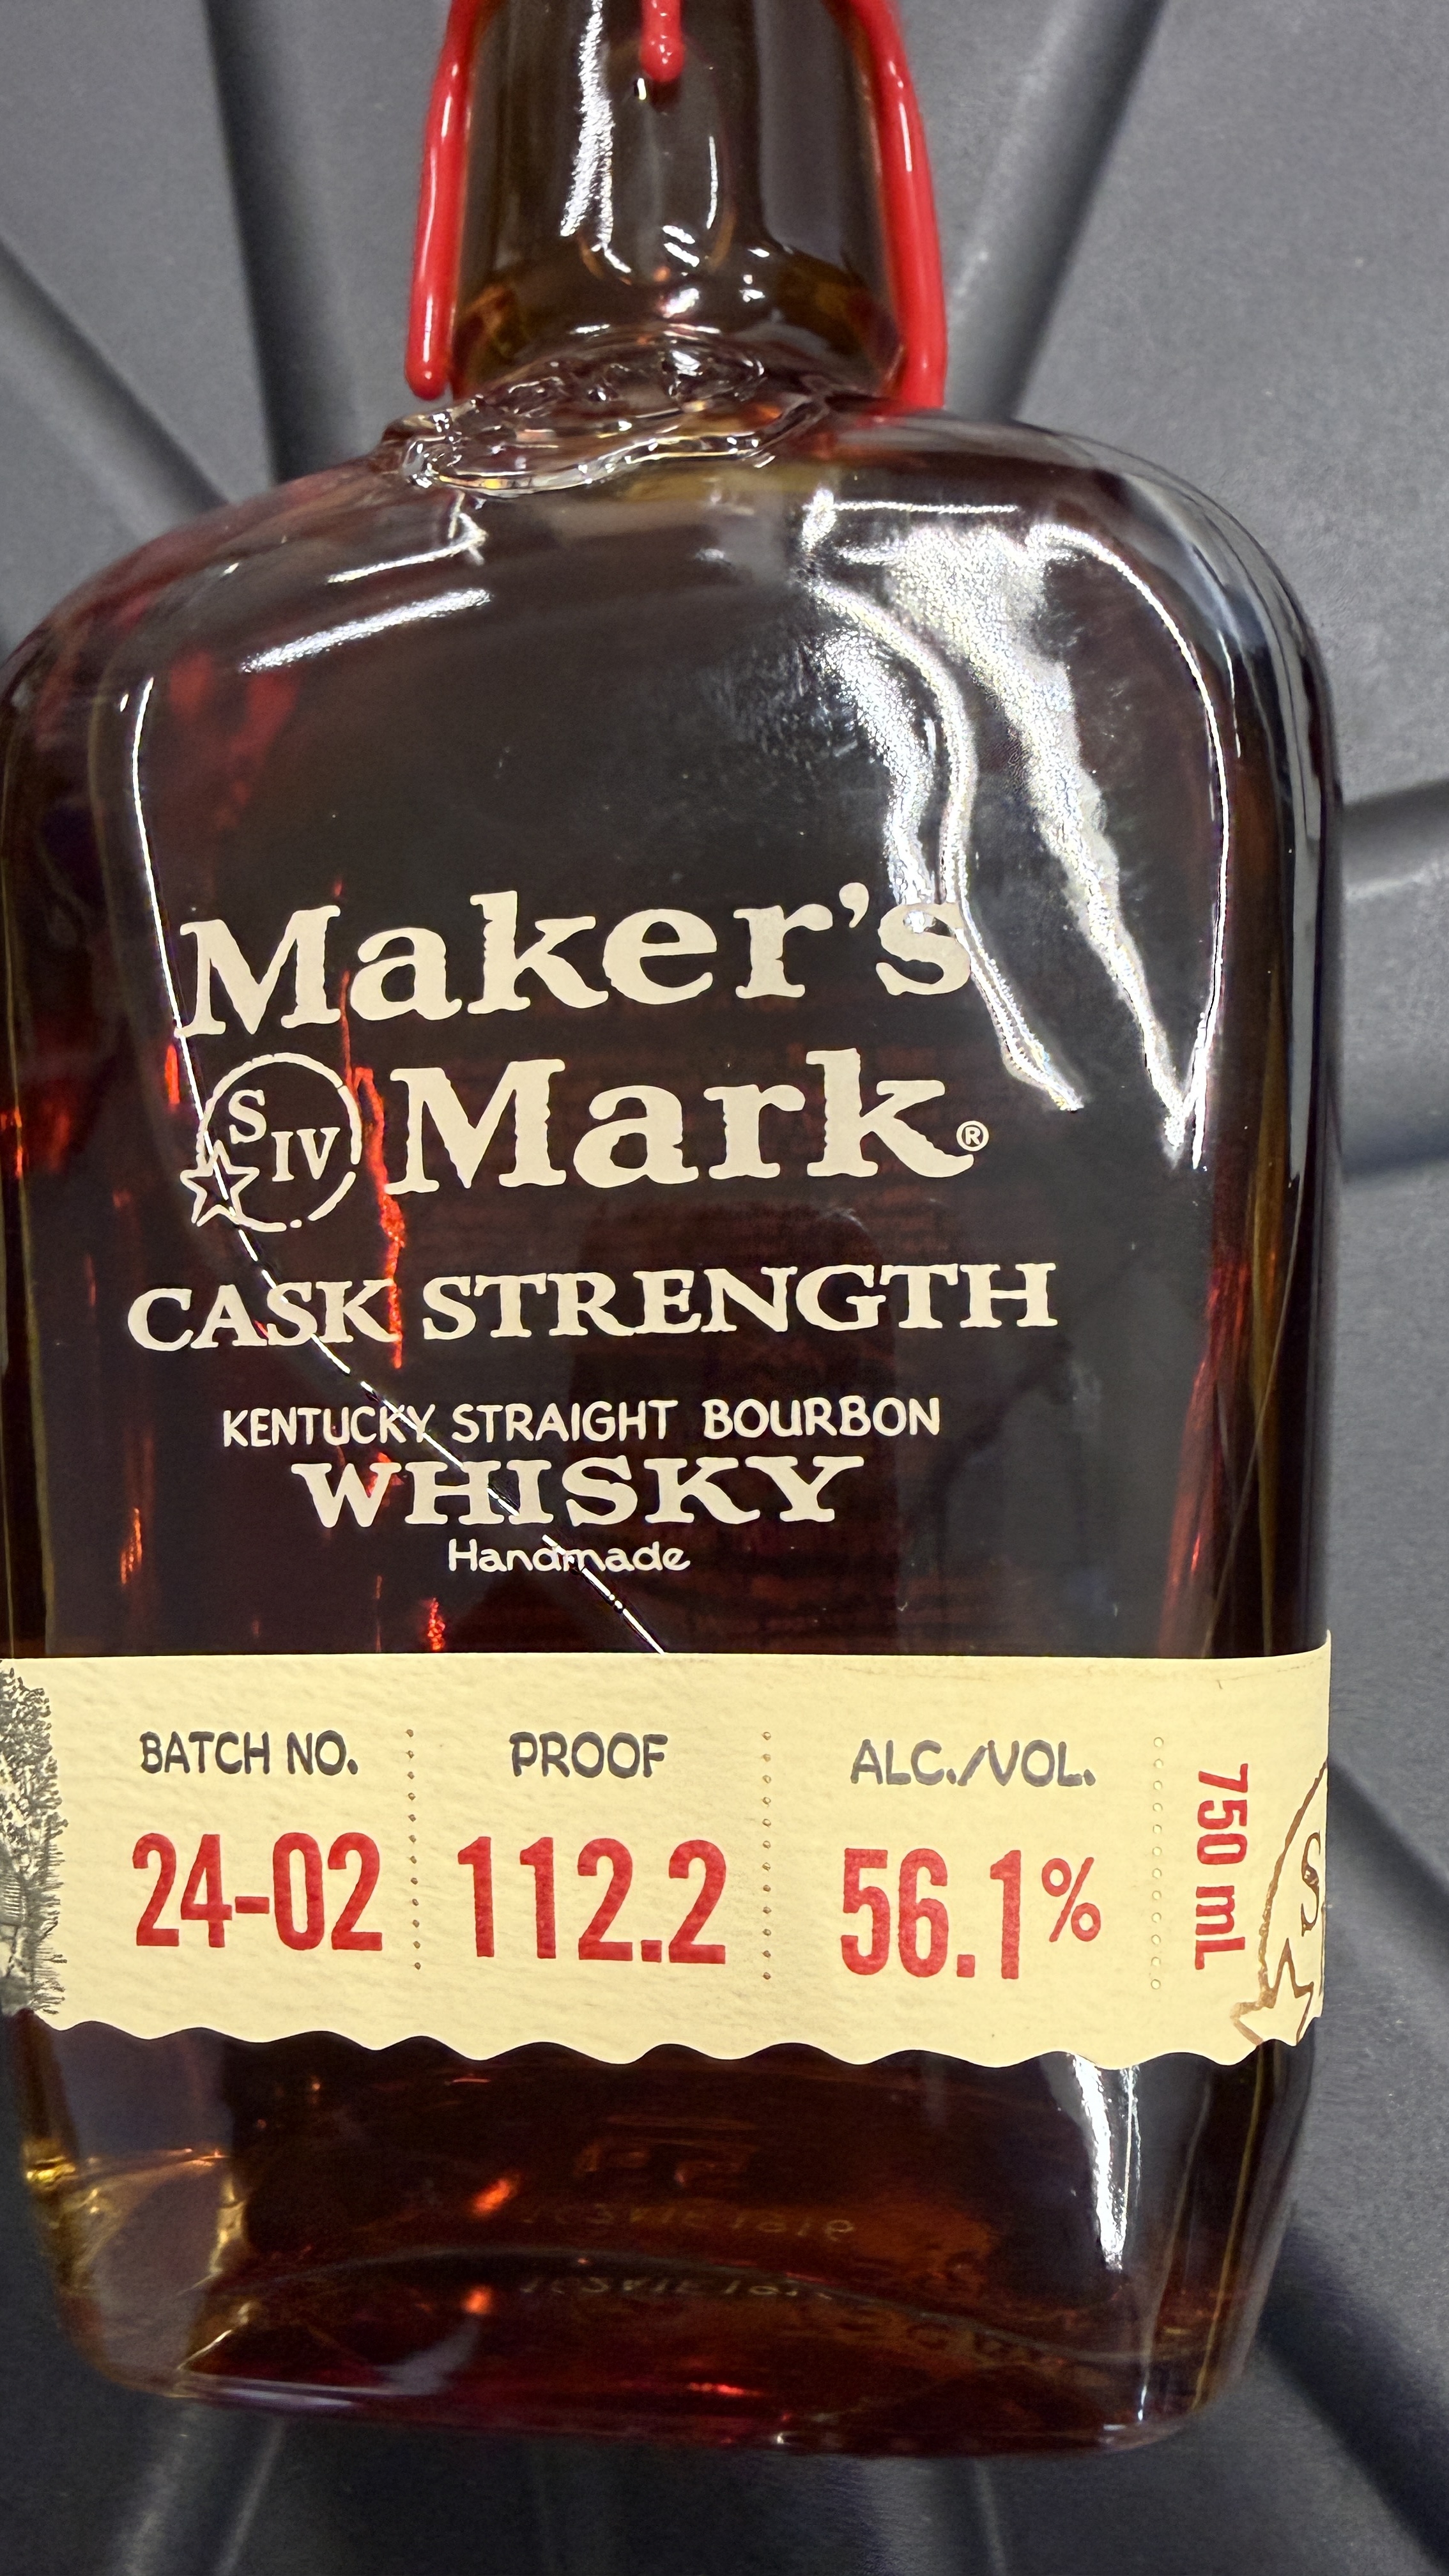 Maker's
S IV Mark®
CASK STRENGTH
KENTUCKY STRAIGHT BOURBON
WHISKY
Handmade
BATCH NO. PROOF ALC./VOL.
24-02 112.2 56.1%
750 mL
S